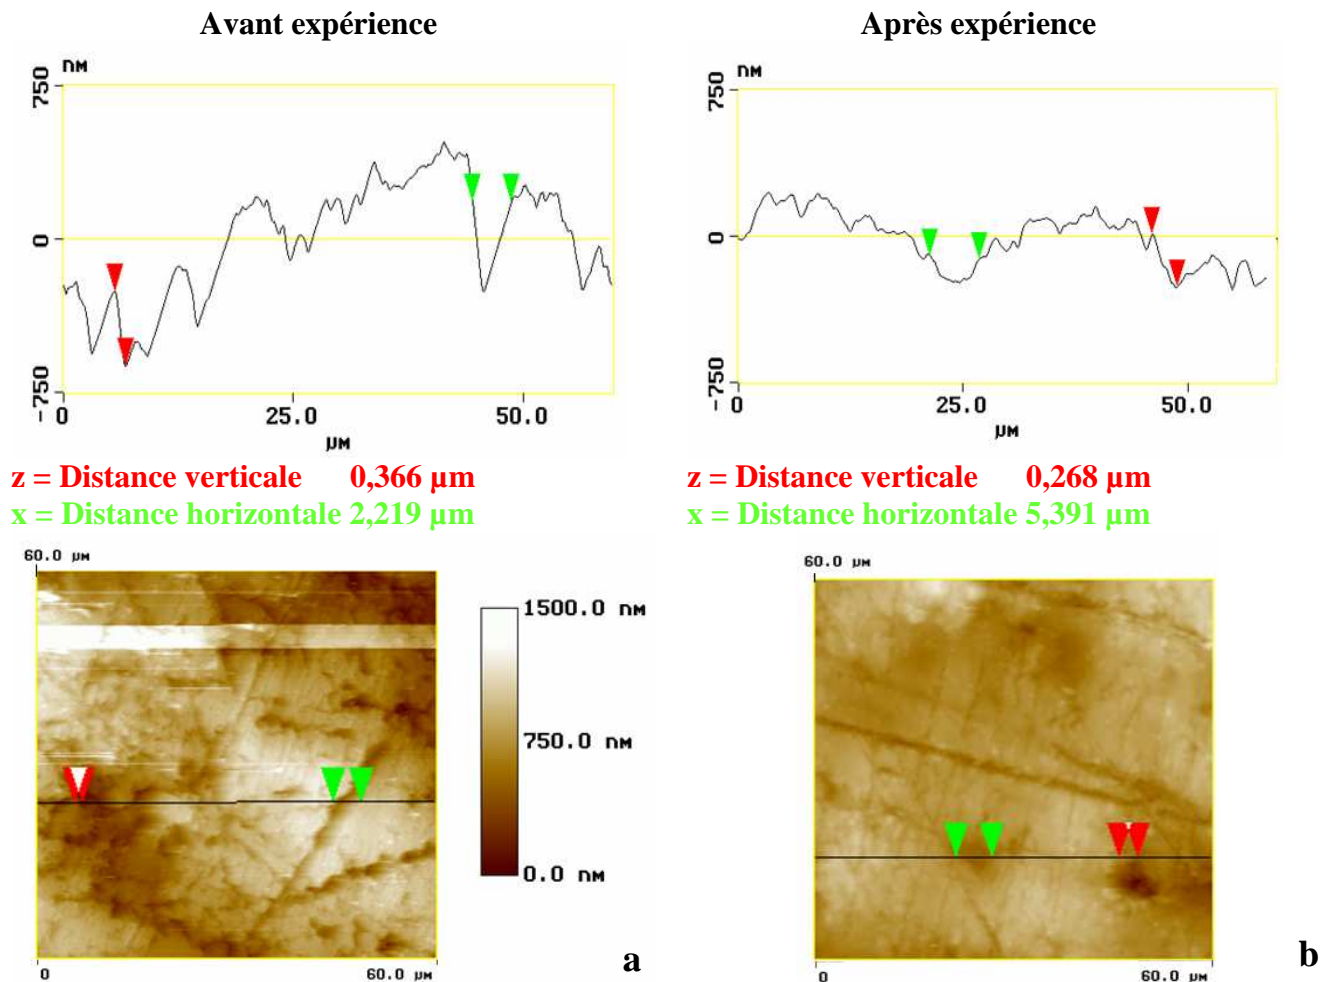 Avant expérience
Après expérience
nM
750
0
-750
0
25.0
50.0
µM
nM
750
0
-750
0
25.0
50.0
µM
z = Distance verticale 0,366 µm
x = Distance horizontale 2,219 µm
z = Distance verticale 0,268 µm
x = Distance horizontale 5,391 µm
60.0 µM
1500.0 nM
750.0 nM
0.0 nM
0
60.0 µM
a
60.0 µM
0
60.0 µM
b